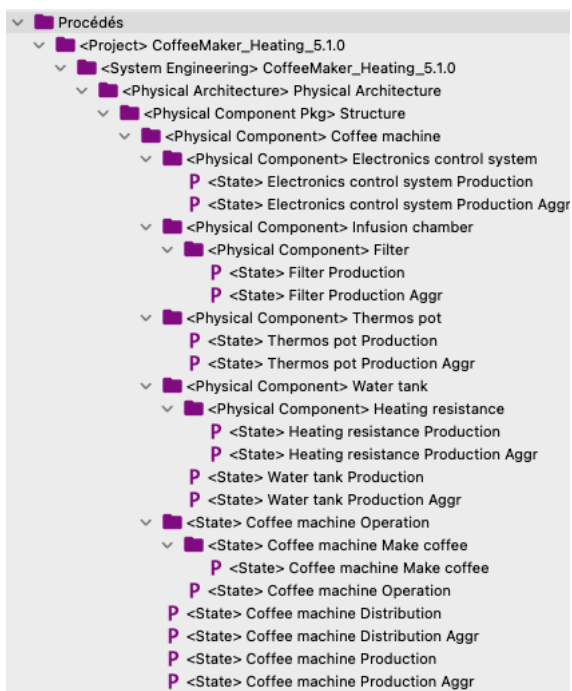 Procédés
<Project> CoffeeMaker_Heating_5.1.0
<System Engineering> CoffeeMaker_Heating_5.1.0
<Physical Architecture> Physical Architecture
<Physical Component Pkg> Structure
<Physical Component> Coffee machine
<Physical Component> Electronics control system
P <State> Electronics control system Production
P <State> Electronics control system Production Aggr
<Physical Component> Infusion chamber
<Physical Component> Filter
P <State> Filter Production
P <State> Filter Production Aggr
<Physical Component> Thermos pot
P <State> Thermos pot Production
P <State> Thermos pot Production Aggr
<Physical Component> Water tank
<Physical Component> Heating resistance
P <State> Heating resistance Production
P <State> Heating resistance Production Aggr
P <State> Water tank Production
P <State> Water tank Production Aggr
<State> Coffee machine Operation
<State> Coffee machine Make coffee
P <State> Coffee machine Make coffee
P <State> Coffee machine Operation
P <State> Coffee machine Distribution
P <State> Coffee machine Distribution Aggr
P <State> Coffee machine Production
P <State> Coffee machine Production Aggr